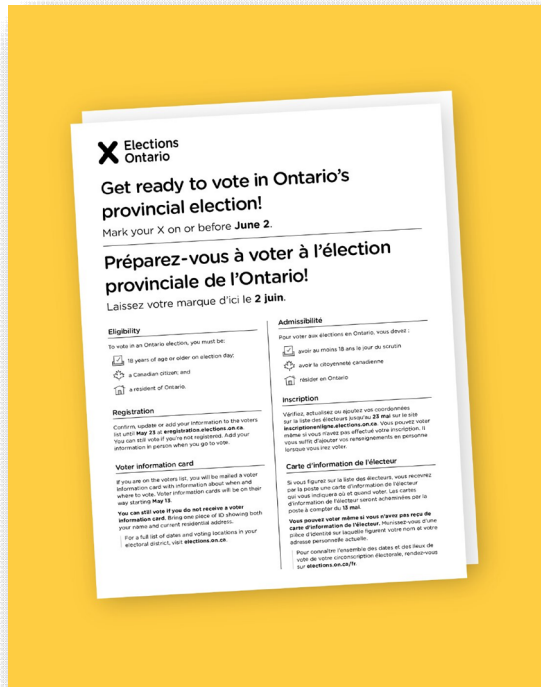 Elections
Ontario
Get ready to vote in Ontario's
provincial election!
Mark your X on or before June 2.
Préparez-vous à voter à l'élection
provinciale de l'Ontario!
Laissez votre marque d'ici le 2 juin.
Eligibility
To vote in an Ontario election, you must be:
18 years of age or older on election day;
a Canadian citizen; and
a resident of Ontario.
Registration
Confirm, update or add your information to the voters
list until May 23 at eregistration.elections.on.ca.
You can still vote if you're not registered. Add your
information in person when you go to vote.
Voter information card
If you are on the voters list, you will be mailed a voter
information card with information about when and
where to vote. Voter information cards will be on their
way starting May 13.
You can still vote if you do not receive a voter
information card. Bring one piece of ID showing both
your name and current residential address.
For a full list of dates and voting locations in your
electoral district, visit elections.on.ca.
Admissibilité
Pour voter aux élections en Ontario, vous devez :
avoir au moins 18 ans le jour du scrutin
avoir la citoyenneté canadienne
résider en Ontario
Inscription
Vérifiez, actualisez ou ajoutez vos coordonnées
sur la liste des électeurs jusqu'au 23 mai sur le site
inscriptionenligne.elections.on.ca. Vous pouvez voter
même si vous n'avez pas effectué votre inscription. Il
vous suffit d'ajouter vos renseignements en personne
lorsque vous irez voter.
Carte d'information de l'électeur
Si vous figurez sur la liste des électeurs, vous recevrez
par la poste une carte d'information de l'électeur
qui vous indiquera où et quand voter. Les cartes
d'information de l'électeur seront acheminées par la
poste à compter du 13 mai.
Vous pouvez voter même si vous n'avez pas reçu de
carte d'information de l'électeur. Munissez-vous d'une
pièce d'identité sur laquelle figurent votre nom et votre
adresse personnelle actuelle.
Pour connaître l'ensemble des dates et des lieux de
vote de votre circonscription électorale, rendez-vous
sur elections.on.ca/fr.